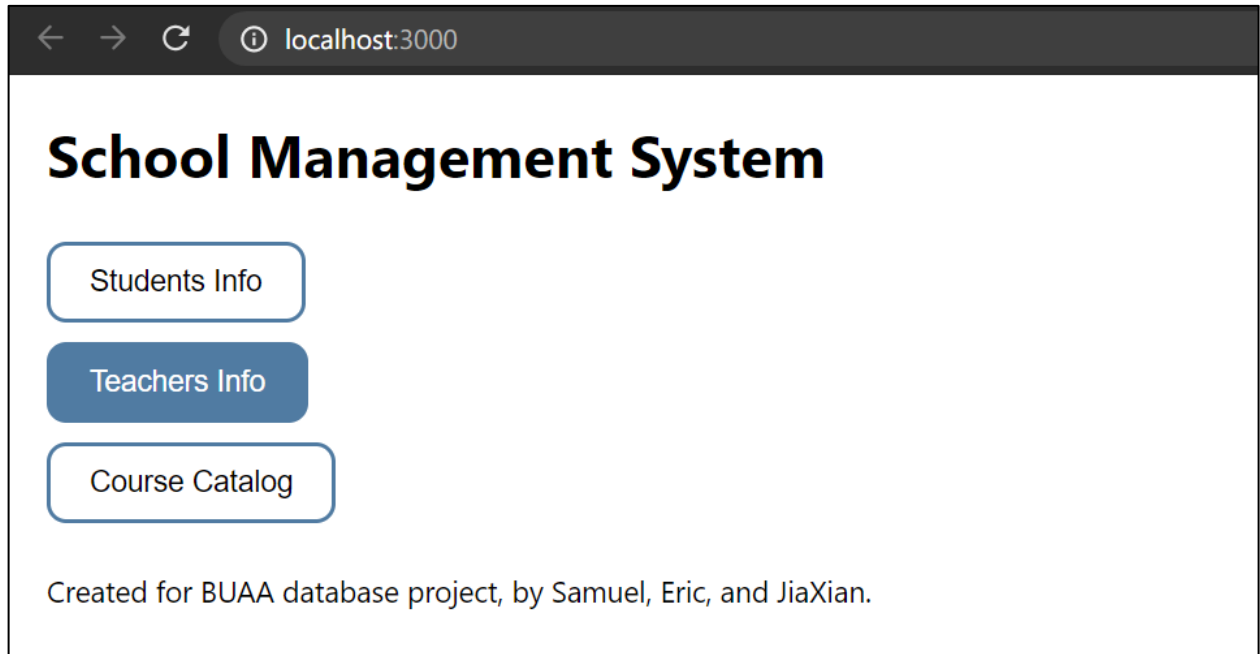 localhost:3000
School Management System
Students Info
Teachers Info
Course Catalog
Created for BUAA database project, by Samuel, Eric, and JiaXian.